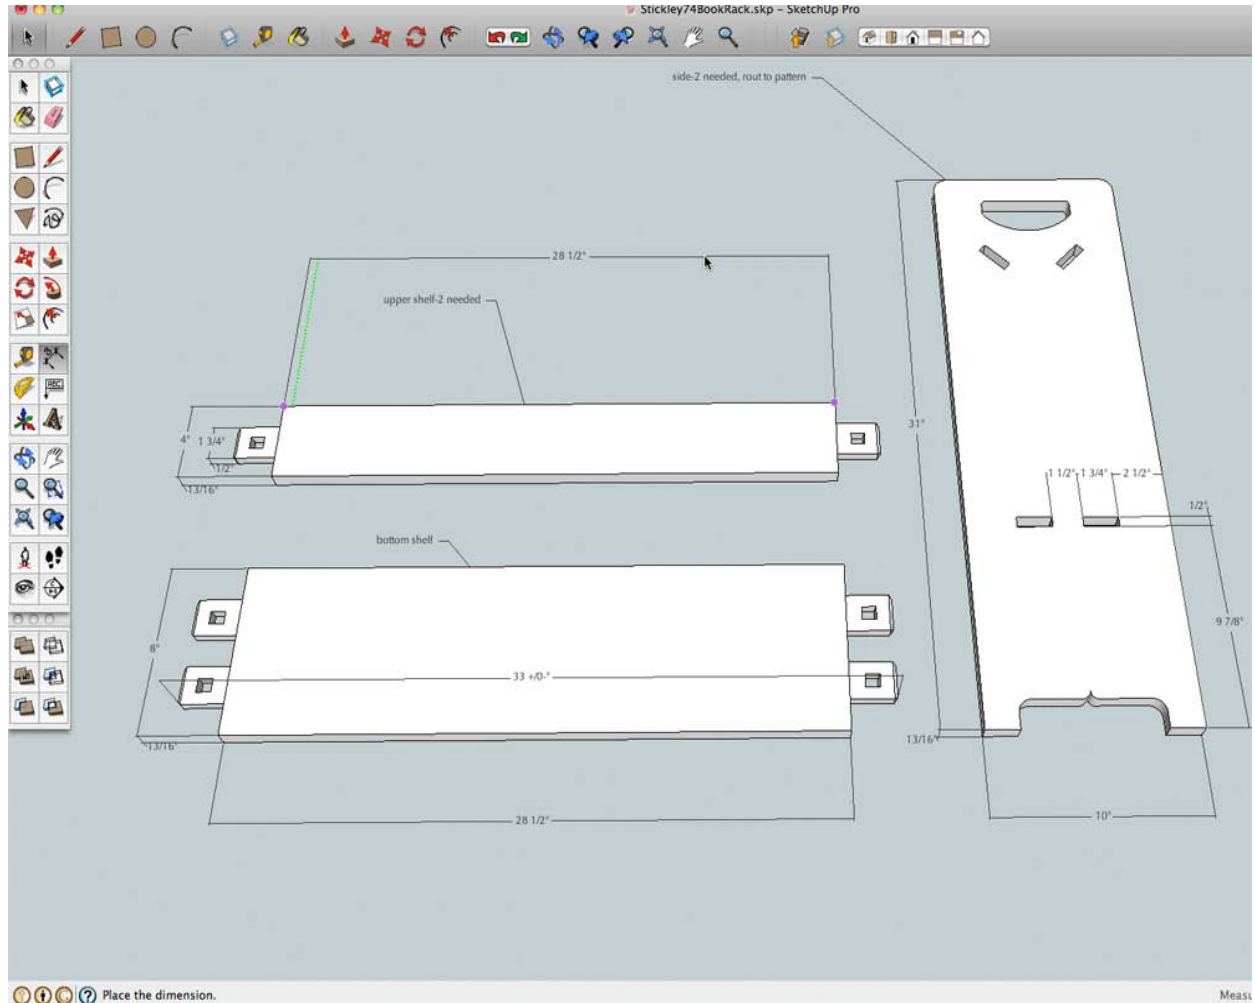 Stickley74BookRack.skp – SketchUp Pro
side-2 needed, rout to pattern
28 1/2"
upper shelf-2 needed
4"
1 3/4"
1/2"
13/16"
31"
1 1/2"
1 3/4"
2 1/2"
1/2"
bottom shelf
8"
33 +/0-"
9 7/8"
13/16"
13/16"
28 1/2"
10"
ABC
Place the dimension.
Measu